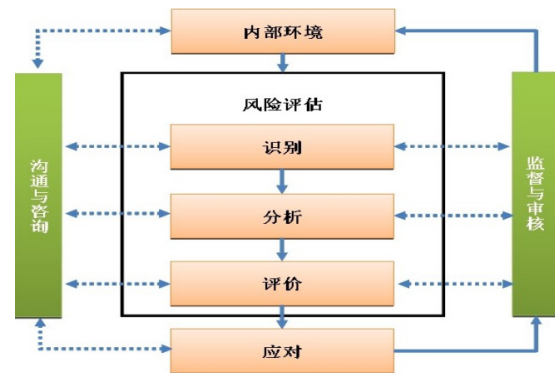 内部环境
风险评估
识别
沟通与咨询
监督与审核
分析
评价
应对